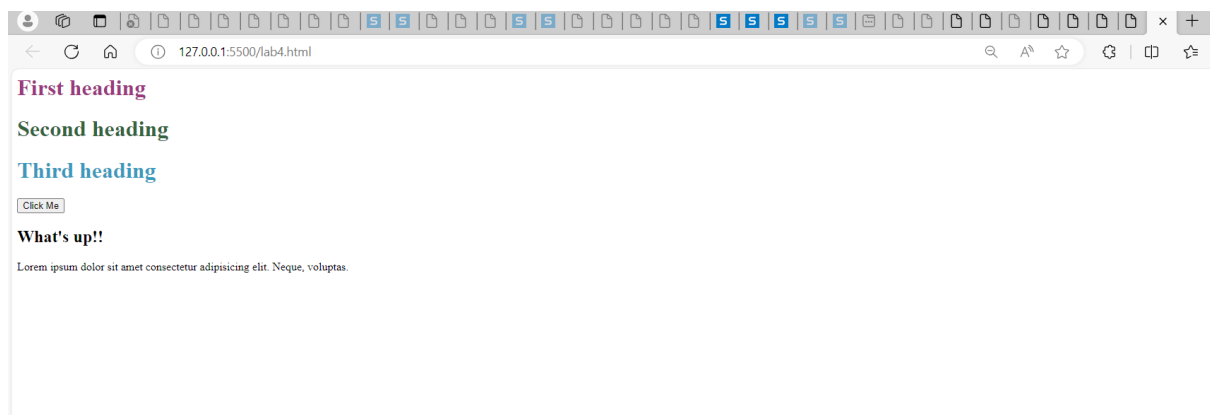 S S S S S S S S S
127.0.0.1:5500/lab4.html
First heading
Second heading
Third heading
Click Me
What's up!!
Lorem ipsum dolor sit amet consectetur adipisicing elit. Neque, voluptas.